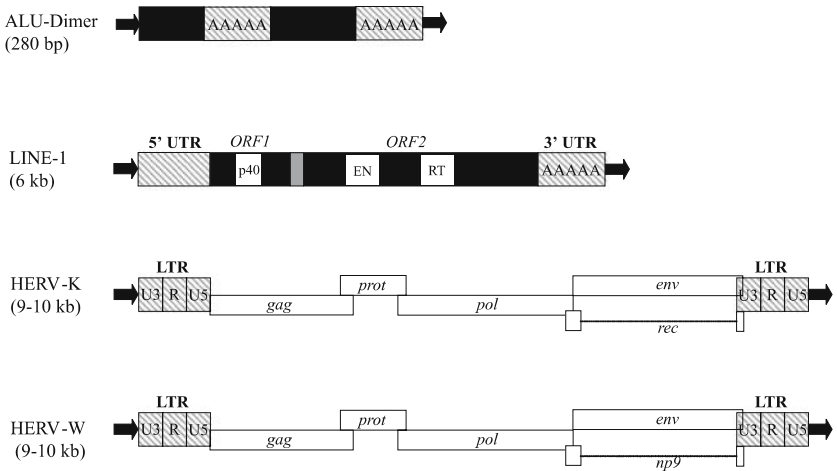 ALU-Dimer
(280 bp)
AAAAA AAAAA
5' UTR ORF1 ORF2 3' UTR
LINE-1
(6 kb)
p40 EN RT AAAAA
LTR LTR
HERV-K
(9-10 kb)
U3 R U5 gag prot pol env rec U3 R U5
LTR LTR
HERV-W
(9-10 kb)
U3 R U5 gag prot pol env np9 U3 R U5